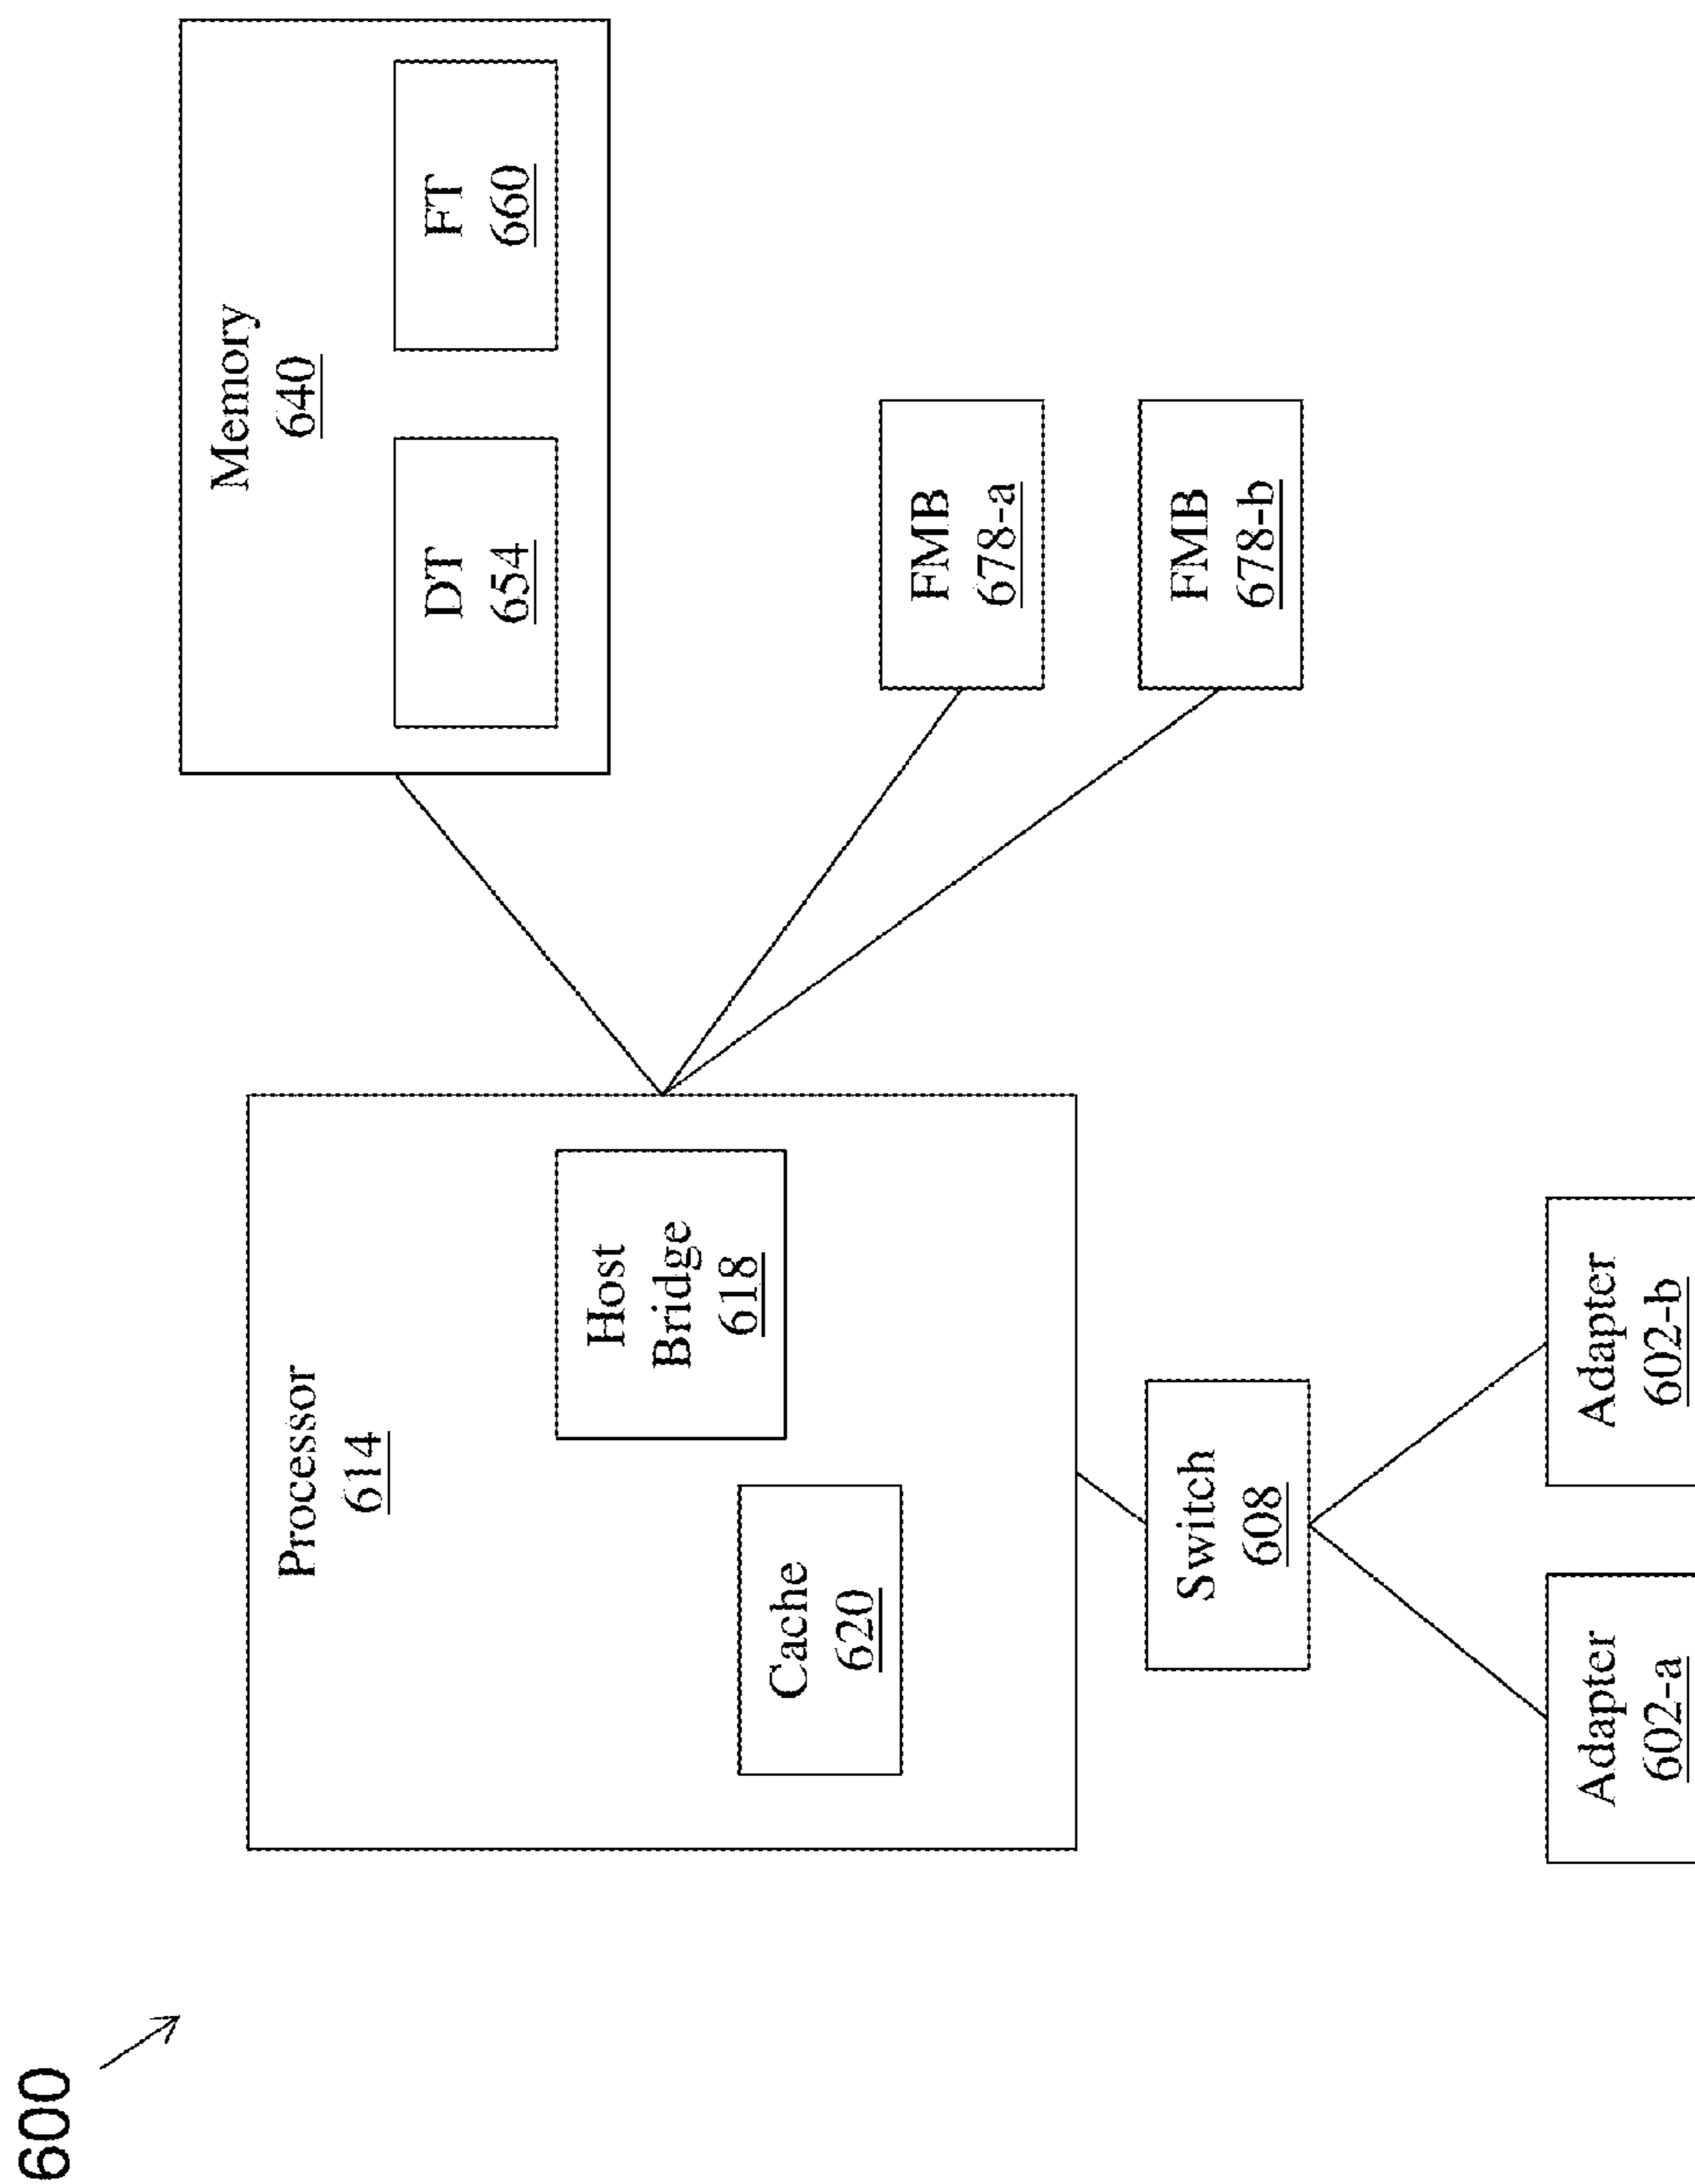 600
Processor
614
Host
Bridge
618
Cache
620
Memory
640
DT
654
FT
660
FMB
678-a
FMB
678-b
Switch
608
Adapter
602-a
Adapter
602-b